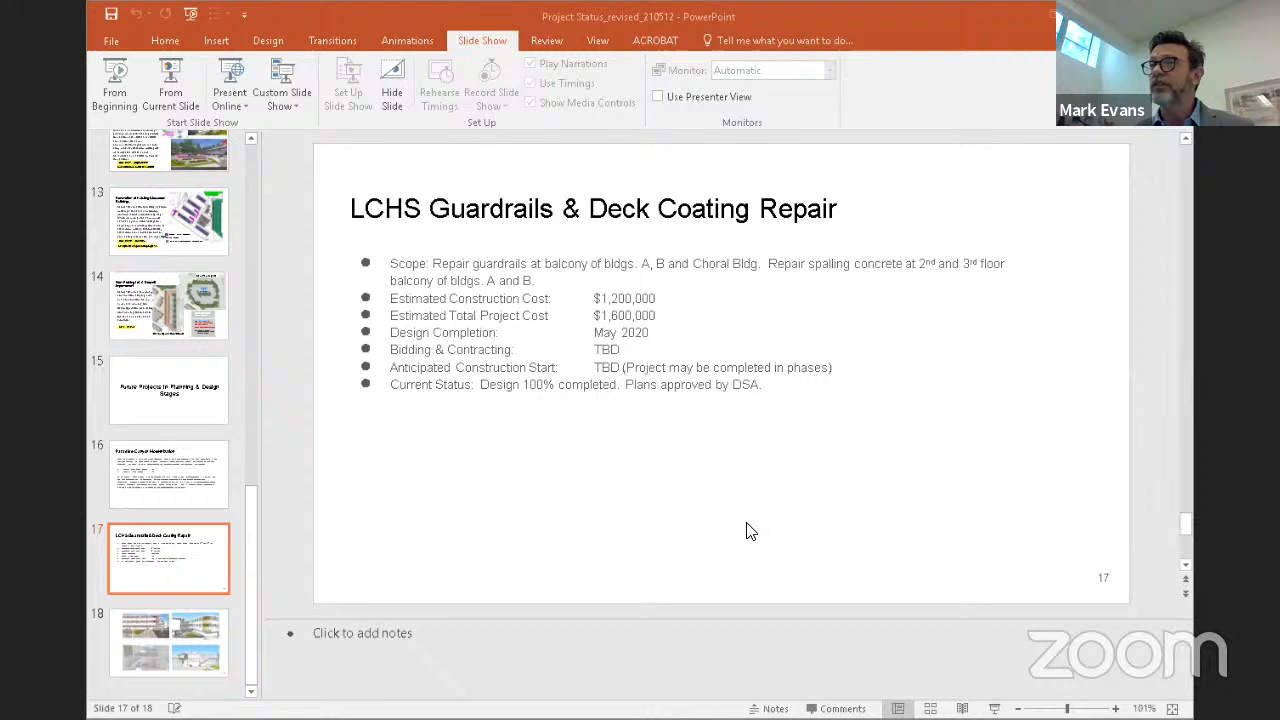 Project Status_revised_210512 - PowerPoint
File Home Insert Design Transitions Animations Slide Show Review View ACROBAT Tell me what you want to do...
From Beginning
From Current Slide
Present Online
Custom Slide Show
Start Slide Show
Set Up Slide Show
Hide Slide
Rehearse Timings
Record Slide Show
Play Narrations
Use Timings
Show Media Controls
Set Up
Monitor: Automatic
Use Presenter View
Monitors
Mark Evans
13
14
15
Future Projects in Planning & Design
Stages
16
17
LCHS Guardrails & Deck Coating Repair
18
LCHS Guardrails & Deck Coating Repair
Scope: Repair guardrails at balcony of bldgs. A, B and Choral Bldg. Repair spalling concrete at 2nd and 3rd floor
balcony of bldgs. A and B.
Estimated Construction Cost: $1,200,000
Estimated Total Project Cost $1,600,000
Design Completion: May 2020
Bidding & Contracting: TBD
Anticipated Construction Start: TBD (Project may be completed in phases)
Current Status: Design 100% completed. Plans approved by DSA.
17
Click to add notes
zoom
Slide 17 of 18
Notes
Comments
101%